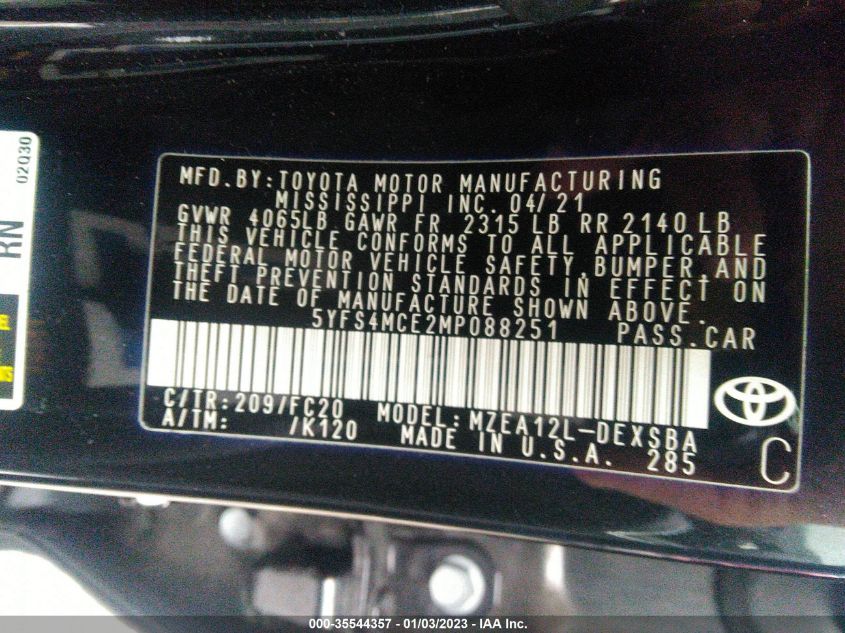 02Q30
RN
MFD.BY:TOYOTA MOTOR MANUFACTURING
MISSISSIPPI INC. 04/21
GVWR 4065LB GAWR FR 2315 LB RR 2140 LB
THIS VEHICLE CONFORMS TO ALL APPLICABLE
FEDERAL MOTOR VEHICLE SAFETY,BUMPER,AND
THEFT PREVENTION STANDARDS IN EFFECT ON
THE DATE OF MANUFACTURE SHOWN ABOVE.
5YFS4MCE2MP088251 PASS.CAR
C/TR:209/FC20 MODEL:MZEA12L-DEXSBA
A/TM: /K120 MADE IN U.S.A. 285
C
000-35544357 - 01/03/2023 - IAA Inc.